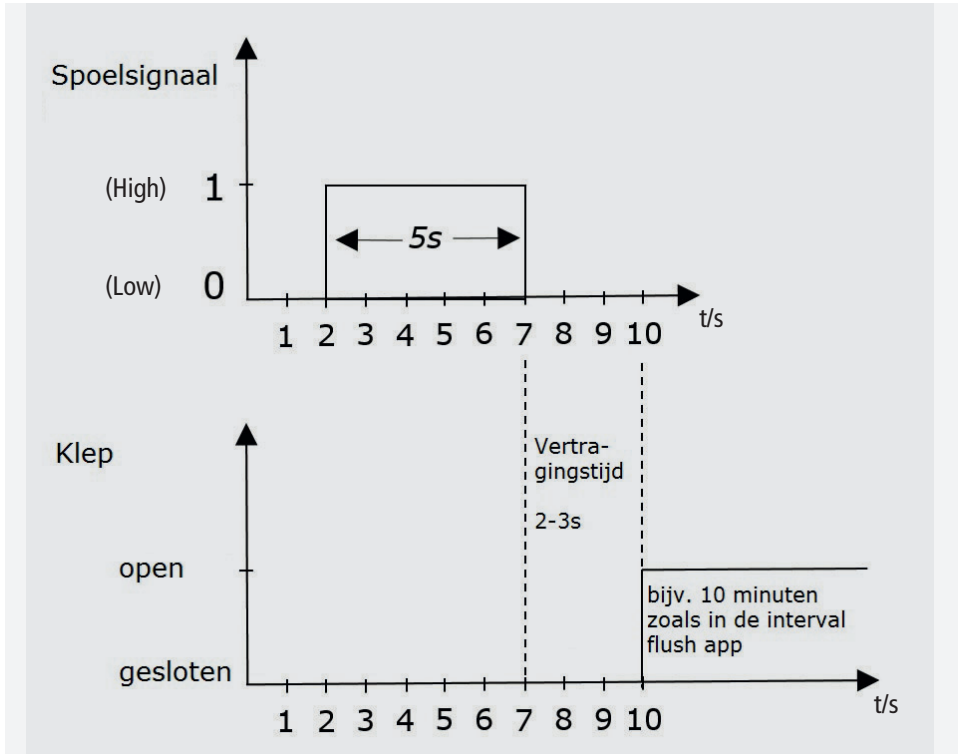 Spoelsignaal
(High) 1
5s
(Low) 0
t/s
1 2 3 4 5 6 7 8 9 10
Klep
Vertra-
gingstijd
2-3s
open
bijv. 10 minuten
zoals in de interval
flush app
gesloten
t/s
1 2 3 4 5 6 7 8 9 10